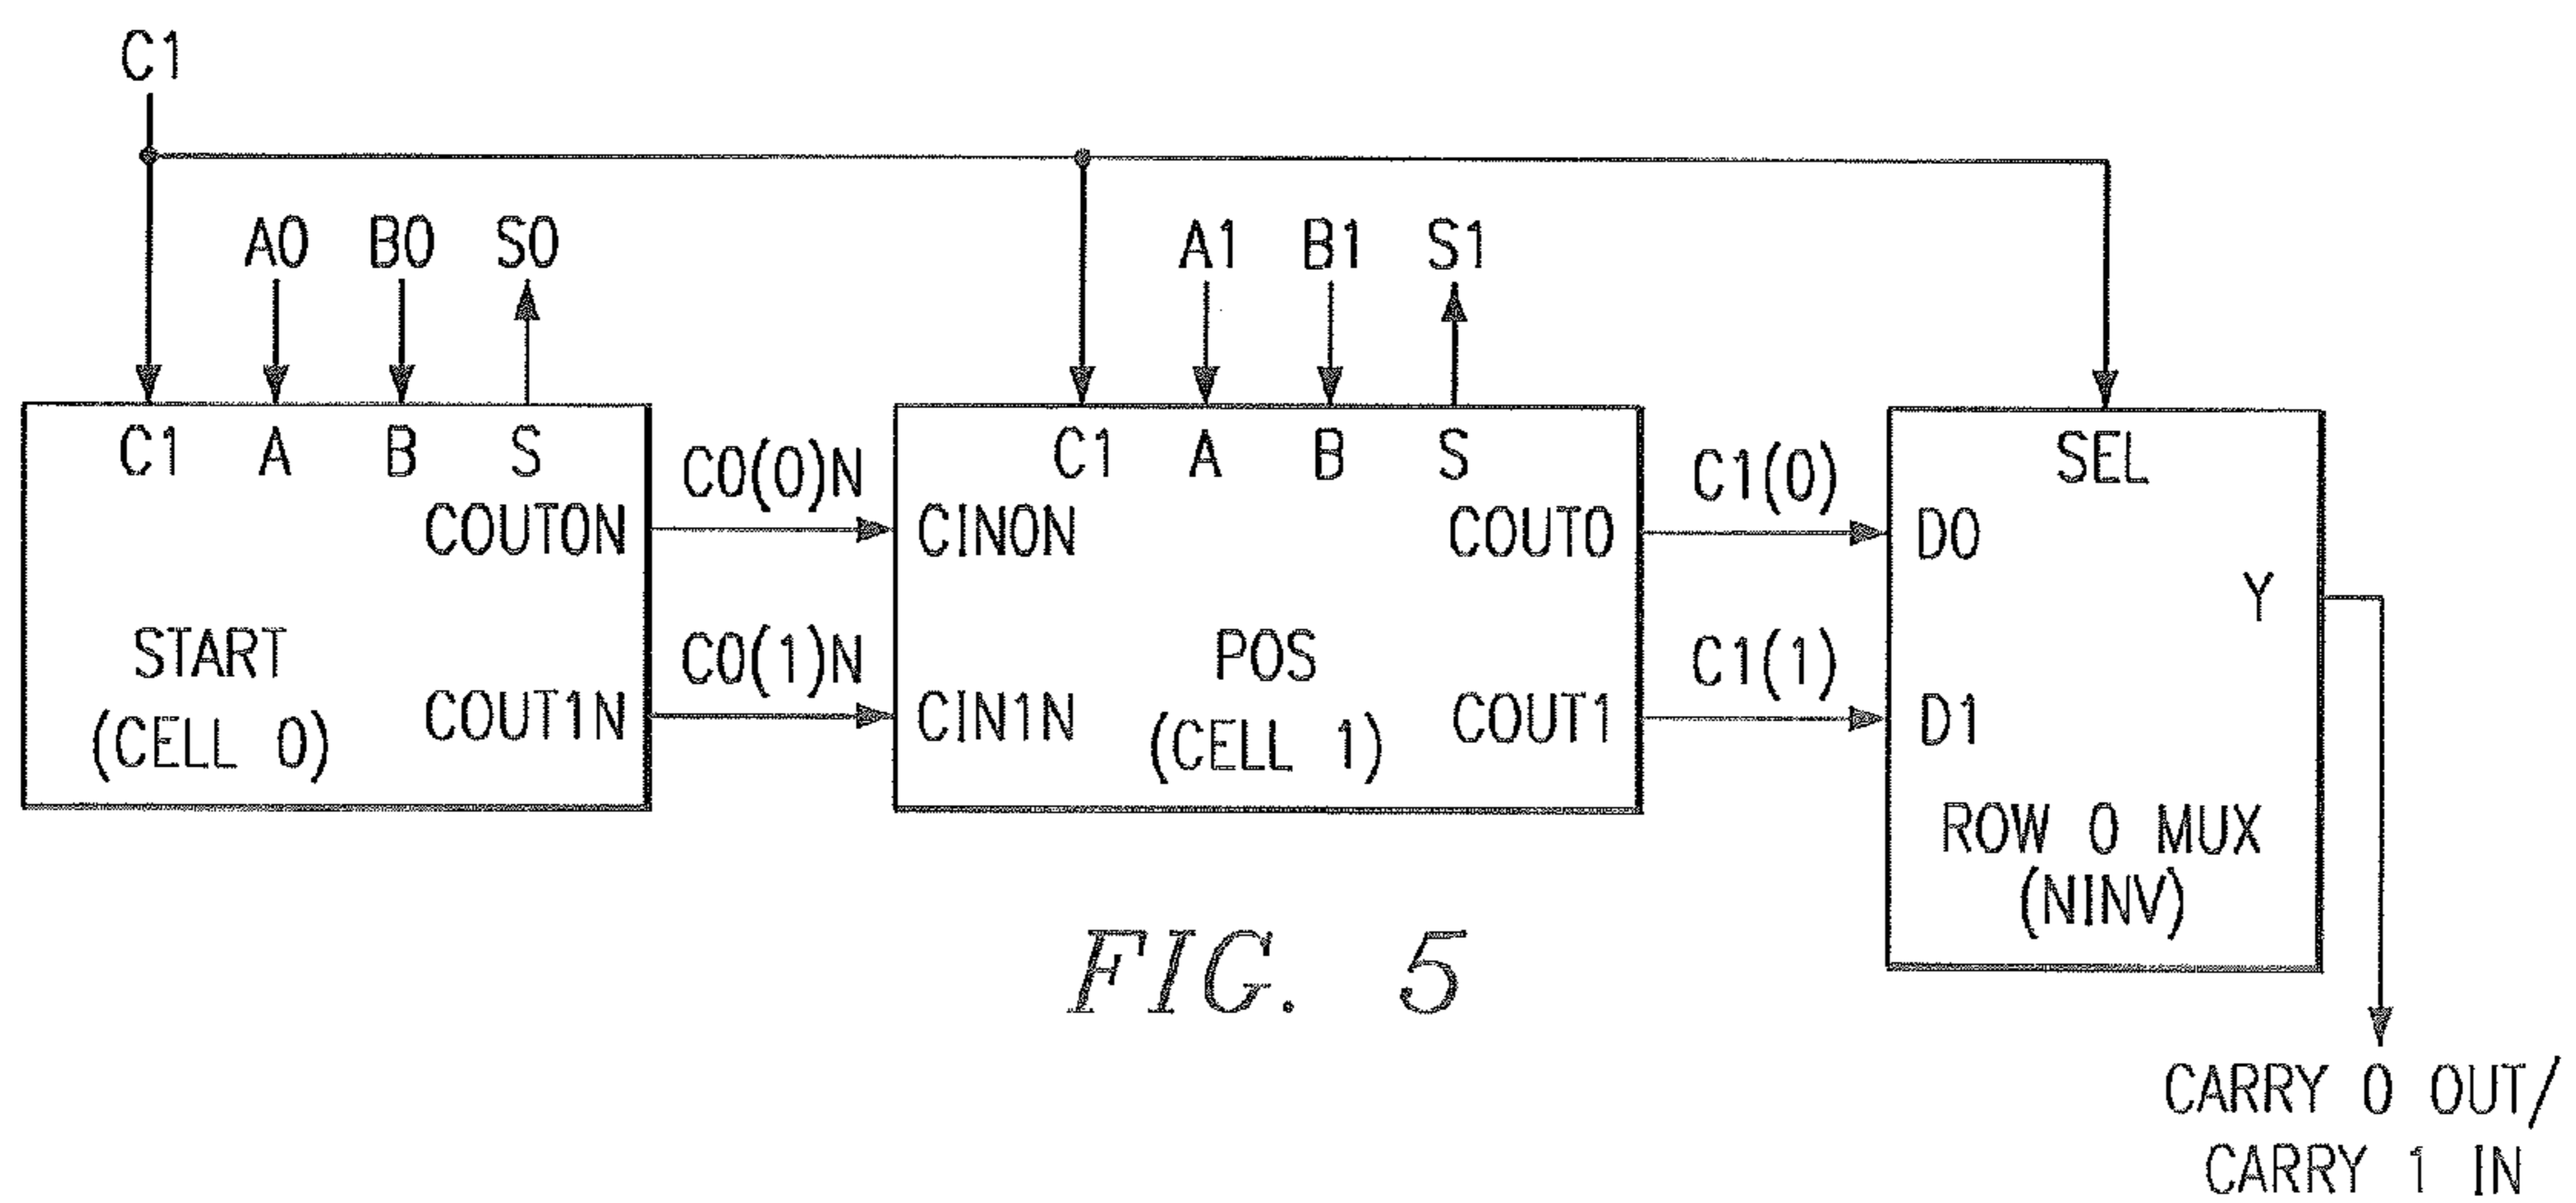 C1
A0 B0 S0 A1 B1 S1
C1 A B S C0(0)N C1 A B S C1(0) SEL
COUT0N CIN0N COUT0 D0
Y
START C0(1)N POS C1(1)
(CELL 0) COUT1N CIN1N (CELL 1) COUT1 D1
ROW 0 MUX
(NINV)
FIG. 5
CARRY 0 OUT/
CARRY 1 IN